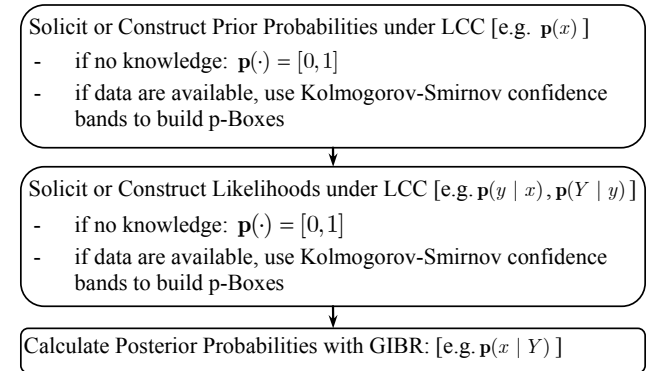 Solicit or Construct Prior Probabilities under LCC [e.g. p(x) ]
- if no knowledge: p(·) = [0,1]
- if data are available, use Kolmogorov-Smirnov confidence
bands to build p-Boxes
Solicit or Construct Likelihoods under LCC [e.g. p(y | x), p(Y | y)]
- if no knowledge: p(·) = [0,1]
- if data are available, use Kolmogorov-Smirnov confidence
bands to build p-Boxes
Calculate Posterior Probabilities with GIBR: [e.g. p(x | Y) ]